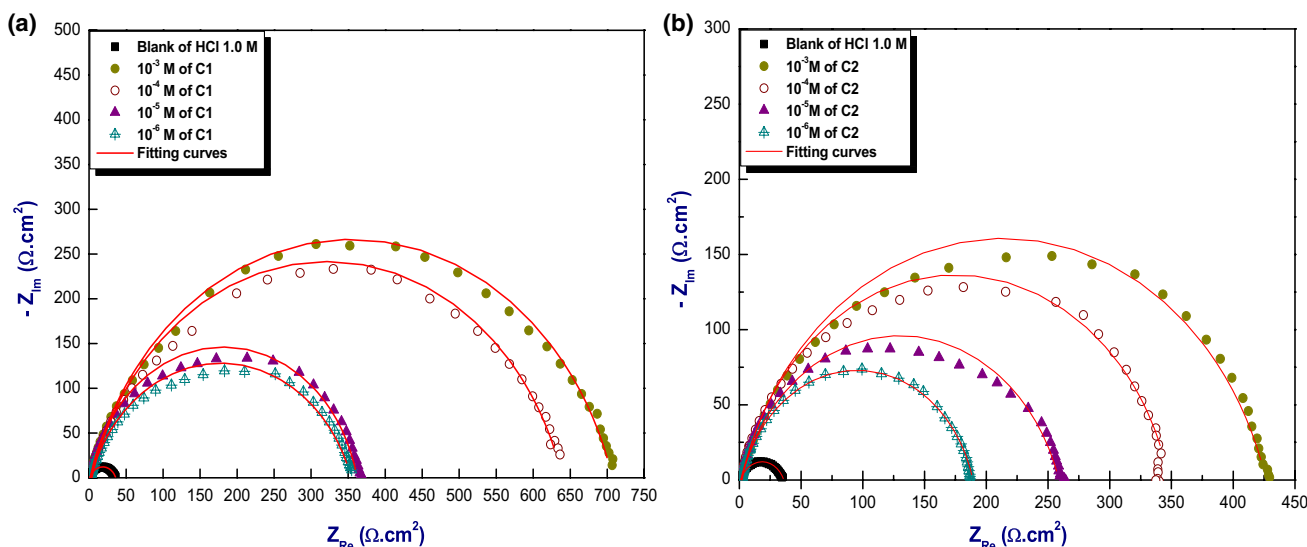 (a)
500
450
400
350
300
250
200
150
100
50
0
- Z_Im (Ω.cm²)
Blank of HCl 1.0 M
10⁻³ M of C1
10⁻⁴ M of C1
10⁻⁵ M of C1
10⁻⁶ M of C1
Fitting curves
0 50 100 150 200 250 300 350 400 450 500 550 600 650 700 750
Z_Re (Ω.cm²)
(b)
300
250
200
150
100
50
0
- Z_Im (Ω.cm²)
Blank of HCl 1.0 M
10⁻³ M of C2
10⁻⁴ M of C2
10⁻⁵ M of C2
10⁻⁶ M of C2
Fitting curves
0 50 100 150 200 250 300 350 400 450
Z_Re (Ω.cm²)